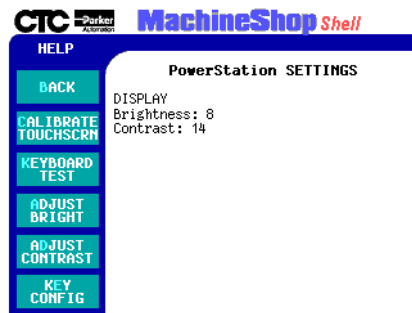 CTC Parker Automation MachineShop Shell
HELP
PowerStation SETTINGS
BACK
DISPLAY
Brightness: 8
Contrast: 14
CALIBRATE
TOUCHSCRN
KEYBOARD
TEST
ADJUST
BRIGHT
ADJUST
CONTRAST
KEY
CONFIG